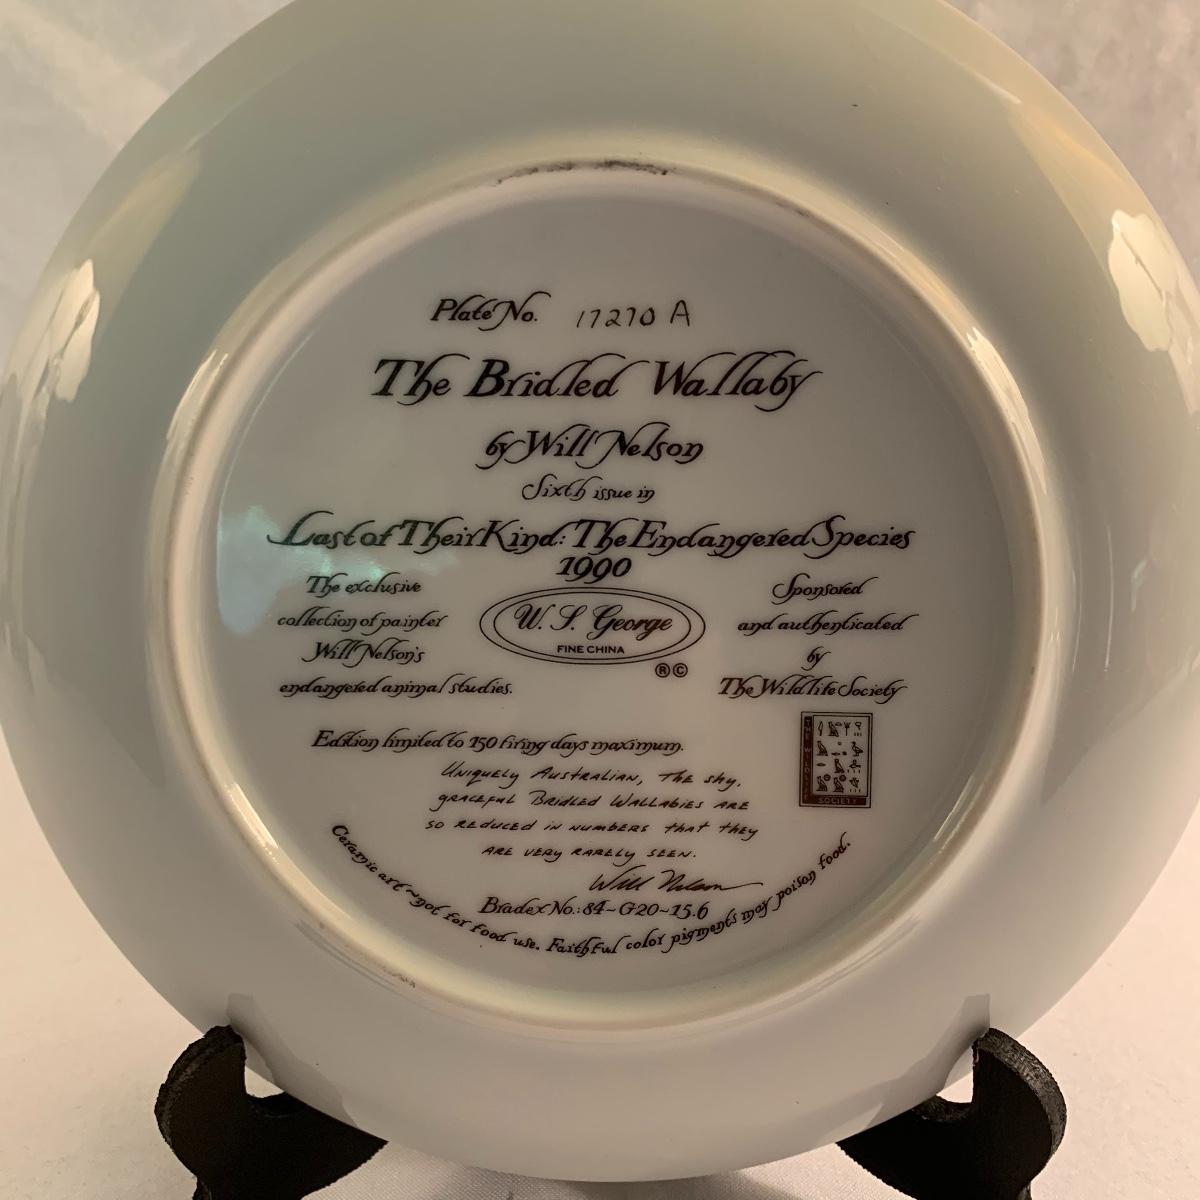 Plate No. 17270 A
The Bridled Wallaby
by Will Nelson
Sixth issue in
Last of Their Kind: The Endangered Species
1990
The exclusive
collection of painter
Will Nelson's
endangered animal studies.
W. S. George
FINE CHINA
®©
Sponsored
and authenticated
by
The Wildlife Society
THE WILDLIFE
SOCIETY
Edition limited to 150 firing days maximum.
Uniquely Australian, the shy,
graceful Bridled Wallabies are
so reduced in numbers that they
are very rarely seen.
Will Nelson
Bradex No.: 84~G20~15.6
Ceramic art ~ not for food use. Faithful color pigments may poison food.